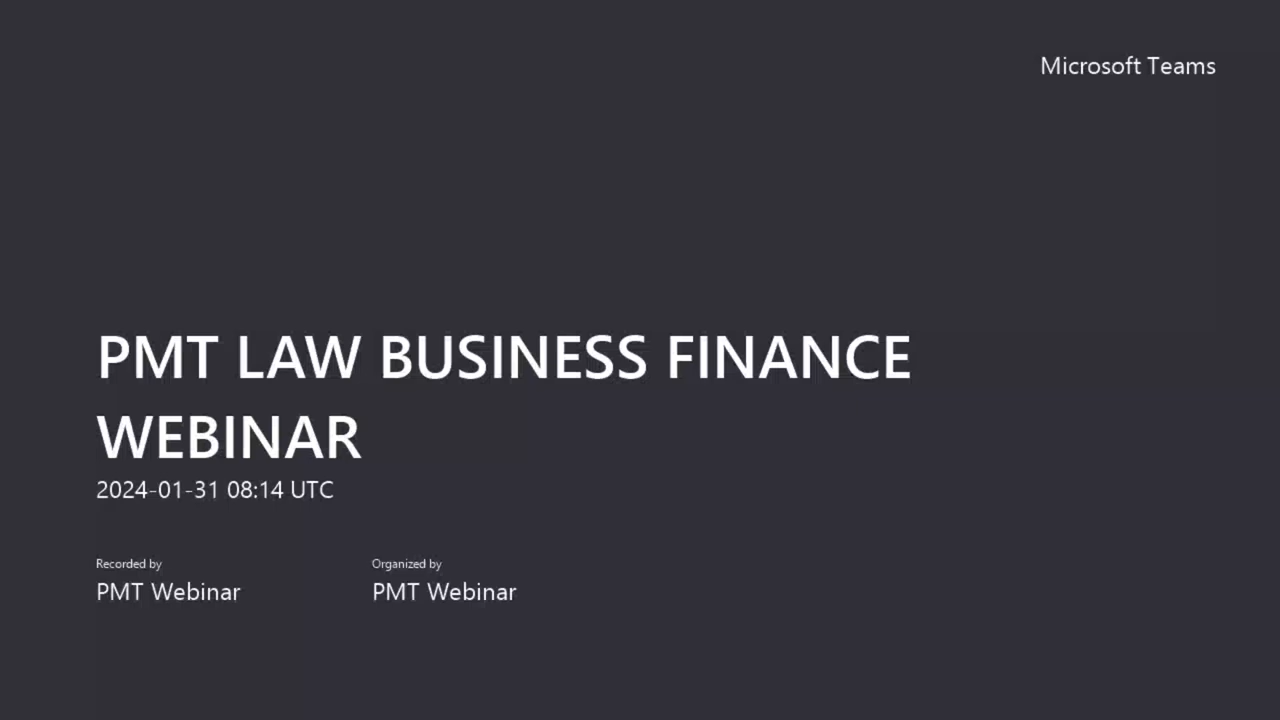 Microsoft Teams
PMT LAW BUSINESS FINANCE
WEBINAR
2024-01-31 08:14 UTC
Recorded by
PMT Webinar
Organized by
PMT Webinar